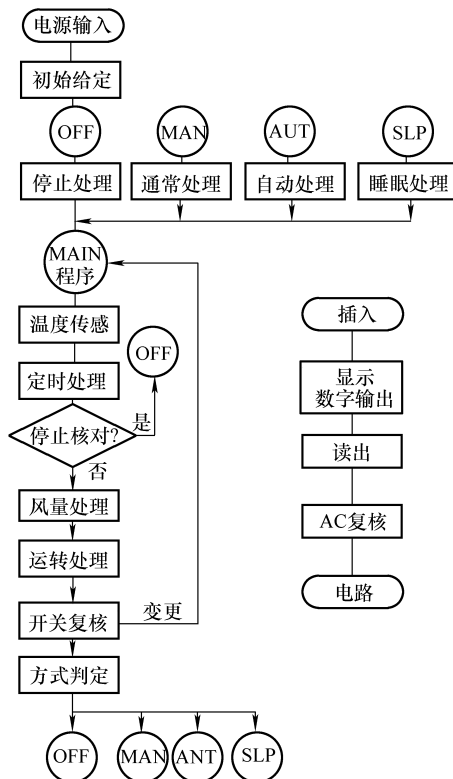 电源输入
初始给定
OFF
MAN
AUT
SLP
停止处理
通常处理
自动处理
睡眠处理
MAIN
程序
温度传感
OFF
定时处理
停止核对?
是
否
风量处理
运转处理
开关复核
变更
方式判定
OFF
MAN
ANT
SLP
插入
显示
数字输出
读出
AC复核
电路